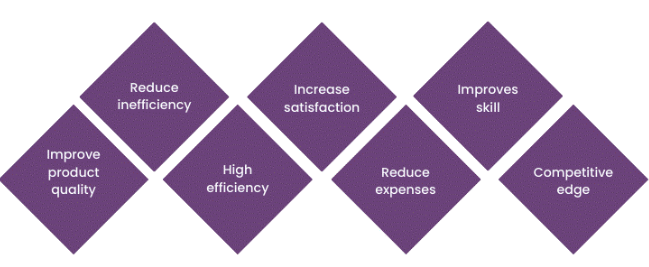 Reduce
inefficiency
Increase
satisfaction
Improves
skill
Improve
product
quality
High
efficiency
Reduce
expenses
Competitive
edge